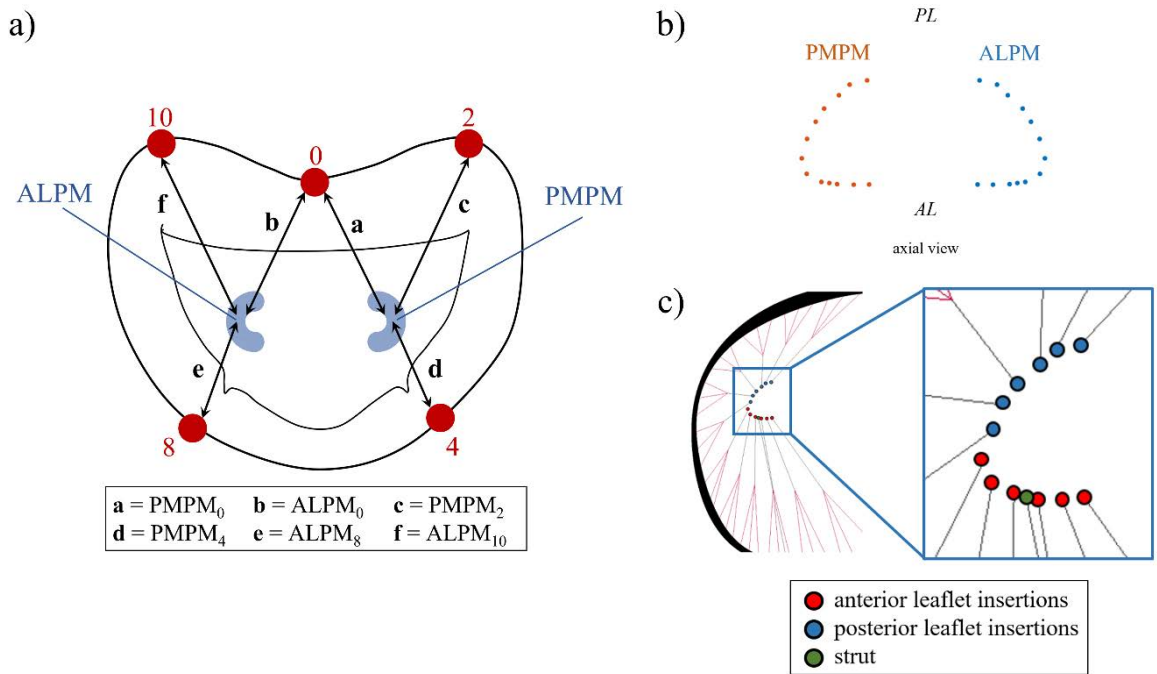 a)
10
2
0
ALPM
PMPM
f
b
a
c
e
d
8
4
a = PMPM₀ b = ALPM₀ c = PMPM₂
d = PMPM₄ e = ALPM₈ f = ALPM₁₀
b)
PL
PMPM
ALPM
AL
axial view
c)
anterior leaflet insertions
posterior leaflet insertions
strut